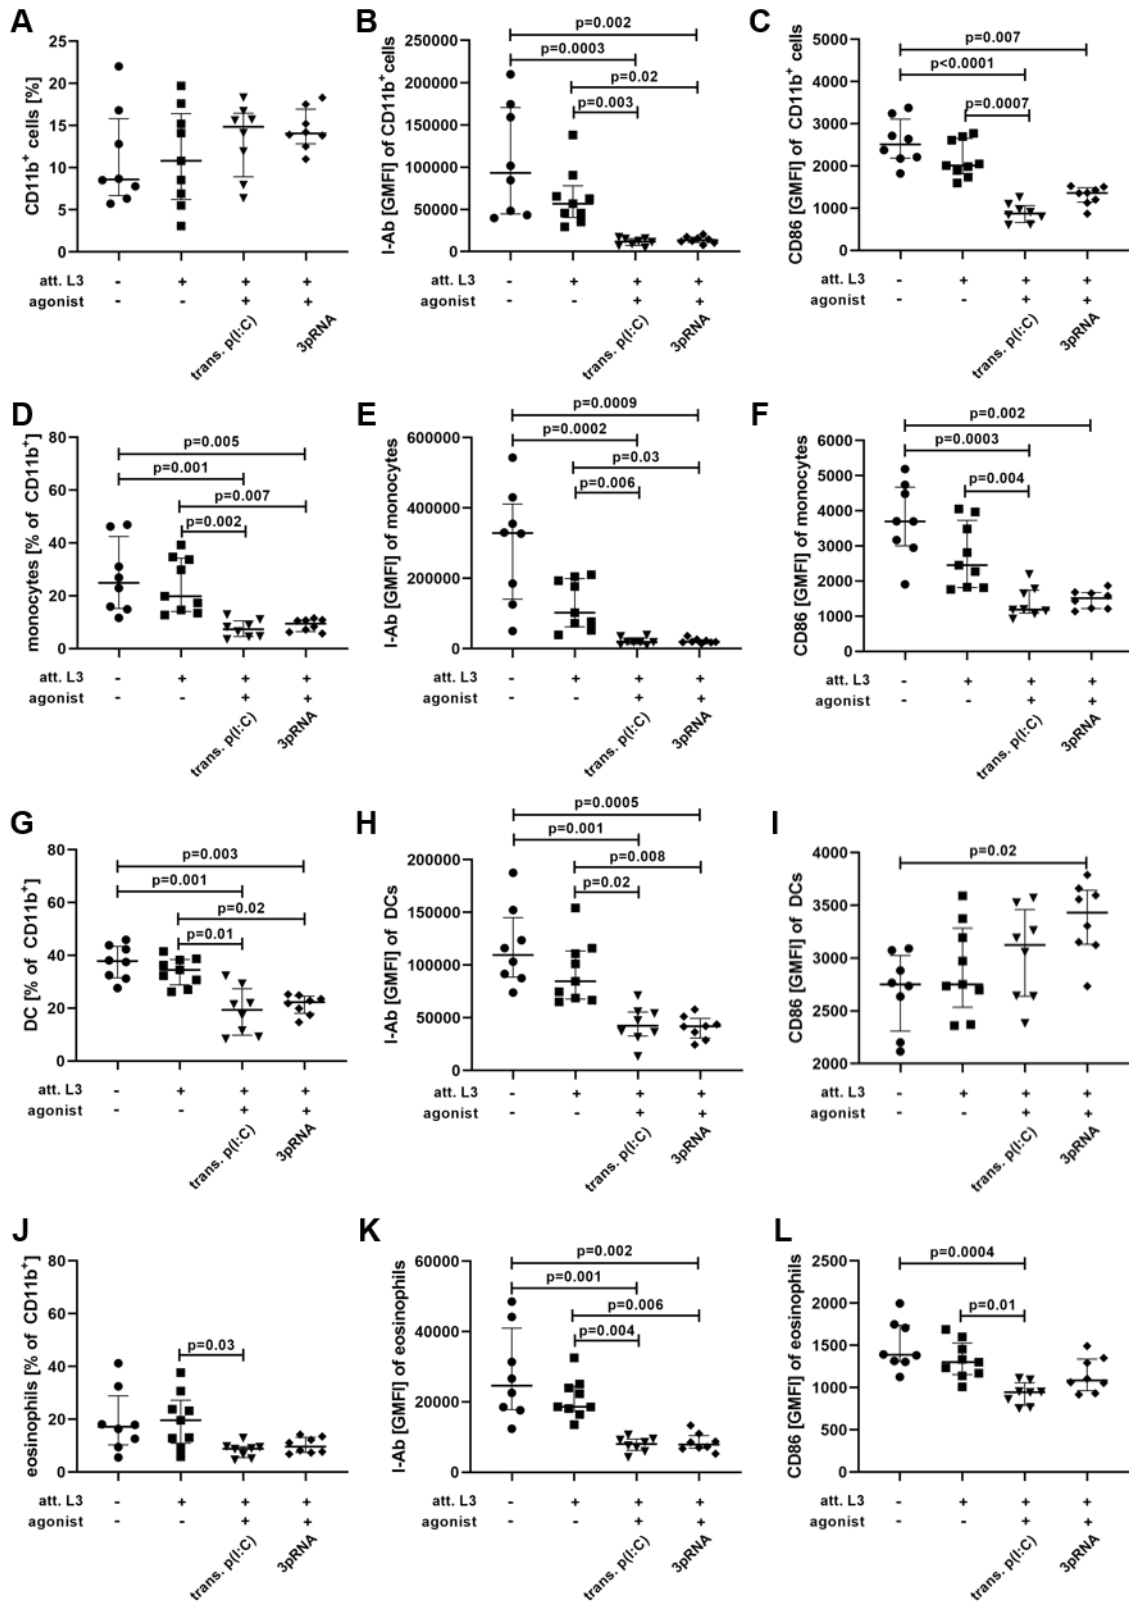 A
CD11b+ cells [%]
25
20
15
10
5
0
att. L3 - + + +
agonist - - + +
trans. p(I:C)
3pRNA
B
I-Ab [GMFI] of CD11b+ cells
p=0.002
p=0.0003
p=0.02
p=0.003
250000
200000
150000
100000
50000
0
att. L3 - + + +
agonist - - + +
trans. p(I:C)
3pRNA
C
CD86 [GMFI] of CD11b+ cells
p=0.007
p<0.0001
p=0.0007
5000
4000
3000
2000
1000
0
att. L3 - + + +
agonist - - + +
trans. p(I:C)
3pRNA
D
monocytes [% of CD11b+]
p=0.005
p=0.001
p=0.007
p=0.002
80
60
40
20
0
att. L3 - + + +
agonist - - + +
trans. p(I:C)
3pRNA
E
I-Ab [GMFI] of monocytes
p=0.0009
p=0.0002
p=0.03
p=0.006
600000
400000
200000
0
att. L3 - + + +
agonist - - + +
trans. p(I:C)
3pRNA
F
CD86 [GMFI] of monocytes
p=0.002
p=0.0003
p=0.004
6000
5000
4000
3000
2000
1000
0
att. L3 - + + +
agonist - - + +
trans. p(I:C)
3pRNA
G
DC [% of CD11b+]
p=0.003
p=0.001
p=0.02
p=0.01
80
60
40
20
0
att. L3 - + + +
agonist - - + +
trans. p(I:C)
3pRNA
H
I-Ab [GMFI] of DCs
p=0.0005
p=0.001
p=0.008
p=0.02
200000
150000
100000
50000
0
att. L3 - + + +
agonist - - + +
trans. p(I:C)
3pRNA
I
CD86 [GMFI] of DCs
p=0.02
4000
3500
3000
2500
2000
att. L3 - + + +
agonist - - + +
trans. p(I:C)
3pRNA
J
eosinophils [% of CD11b+]
p=0.03
80
60
40
20
0
att. L3 - + + +
agonist - - + +
trans. p(I:C)
3pRNA
K
I-Ab [GMFI] of eosinophils
p=0.002
p=0.001
p=0.006
p=0.004
60000
40000
20000
0
att. L3 - + + +
agonist - - + +
trans. p(I:C)
3pRNA
L
CD86 [GMFI] of eosinophils
p=0.0004
p=0.01
2500
2000
1500
1000
500
0
att. L3 - + + +
agonist - - + +
trans. p(I:C)
3pRNA